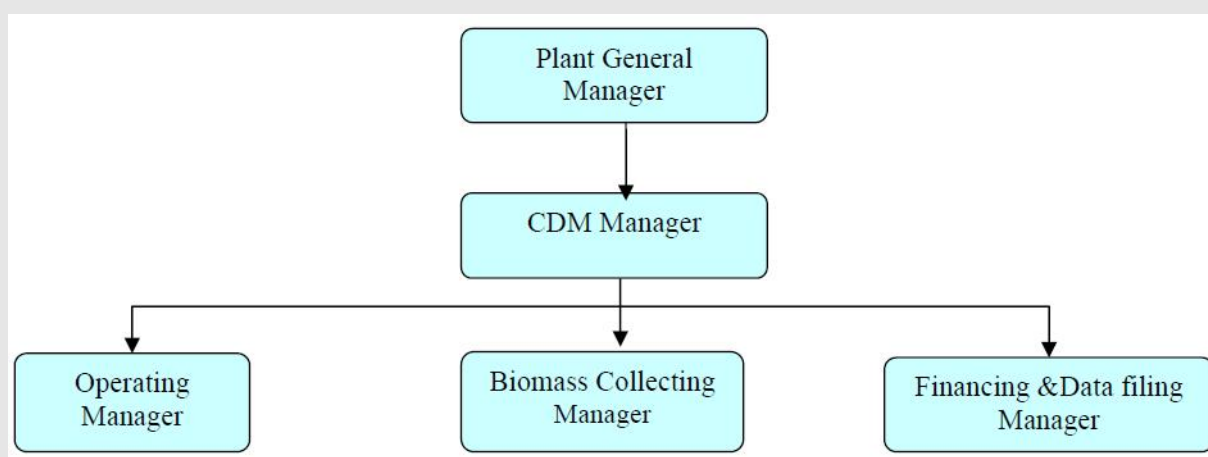 Plant General
Manager
CDM Manager
Operating
Manager
Biomass Collecting
Manager
Financing &Data filing
Manager